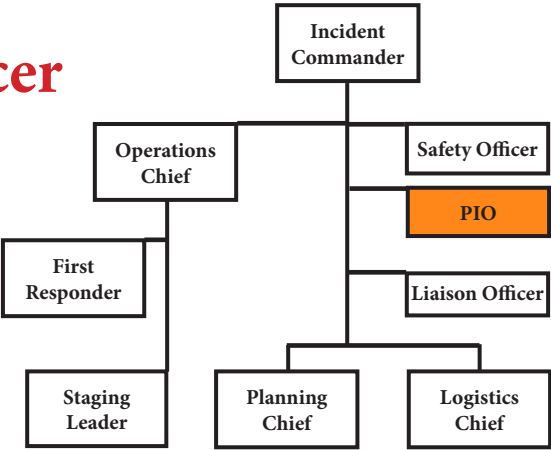 Incident
Commander
cer
Operations
Chief
Safety Officer
PIO
First
Responder
Liaison Officer
Staging
Leader
Planning
Chief
Logistics
Chief